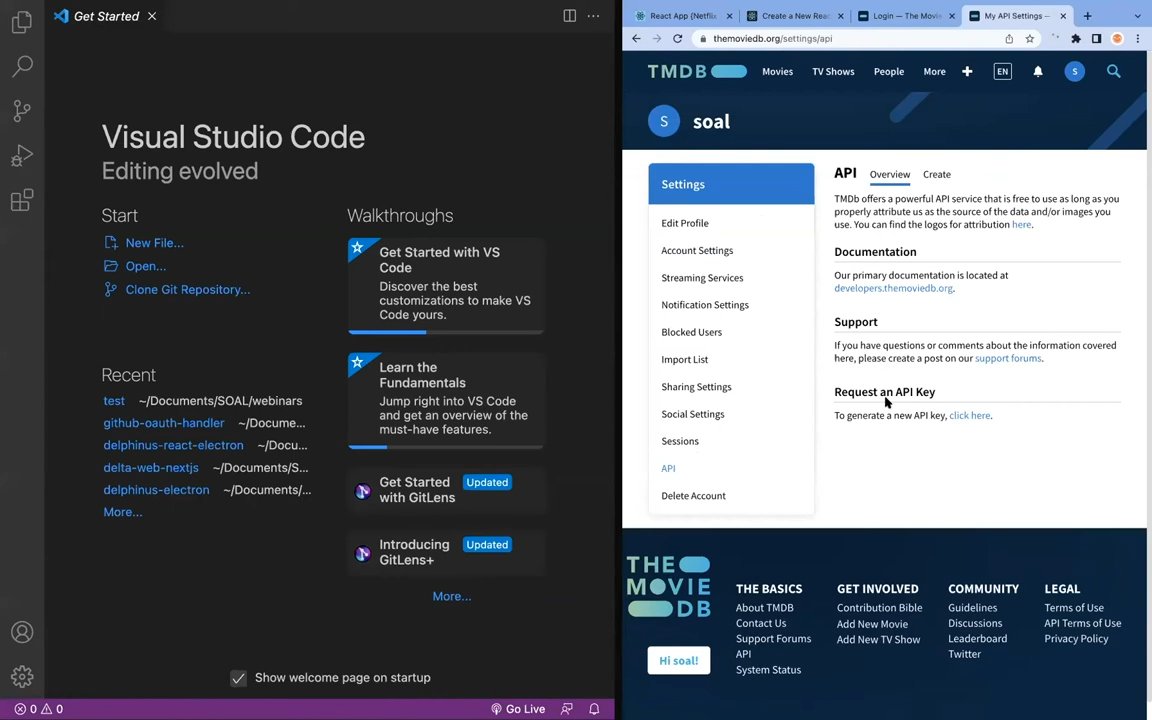 Get Started
Visual Studio Code
Editing evolved
Start
New File...
Open...
Clone Git Repository...
Recent
test ~/Documents/SOAL/webinars
github-oauth-handler ~/Docume...
delphinus-react-electron ~/Docu...
delta-web-nextjs ~/Documents/S...
delphinus-electron ~/Documents/...
More...
Walkthroughs
Get Started with VS
Code
Discover the best
customizations to make VS
Code yours.
Learn the
Fundamentals
Jump right into VS Code
and get an overview of the
must-have features.
Get Started
with GitLens
Updated
Introducing
GitLens+
Updated
More...
Show welcome page on startup
0 0
Go Live
React App (Netflix
Create a New Rea
Login — The Movi
My API Settings —
themoviedb.org/settings/api
TMDB
Movies
TV Shows
People
More
EN
S
S
soal
Settings
Edit Profile
Account Settings
Streaming Services
Notification Settings
Blocked Users
Import List
Sharing Settings
Social Settings
Sessions
API
Delete Account
API Overview Create
TMDb offers a powerful API service that is free to use as long as you
properly attribute us as the source of the data and/or images you
use. You can find the logos for attribution here.
Documentation
Our primary documentation is located at
developers.themoviedb.org.
Support
If you have questions or comments about the information covered
here, please create a post on our support forums.
Request an API Key
To generate a new API key, click here.
THE
MOVIE
DB
Hi soal!
THE BASICS
About TMDB
Contact Us
Support Forums
API
System Status
GET INVOLVED
Contribution Bible
Add New Movie
Add New TV Show
COMMUNITY
Guidelines
Discussions
Leaderboard
Twitter
LEGAL
Terms of Use
API Terms of Use
Privacy Policy